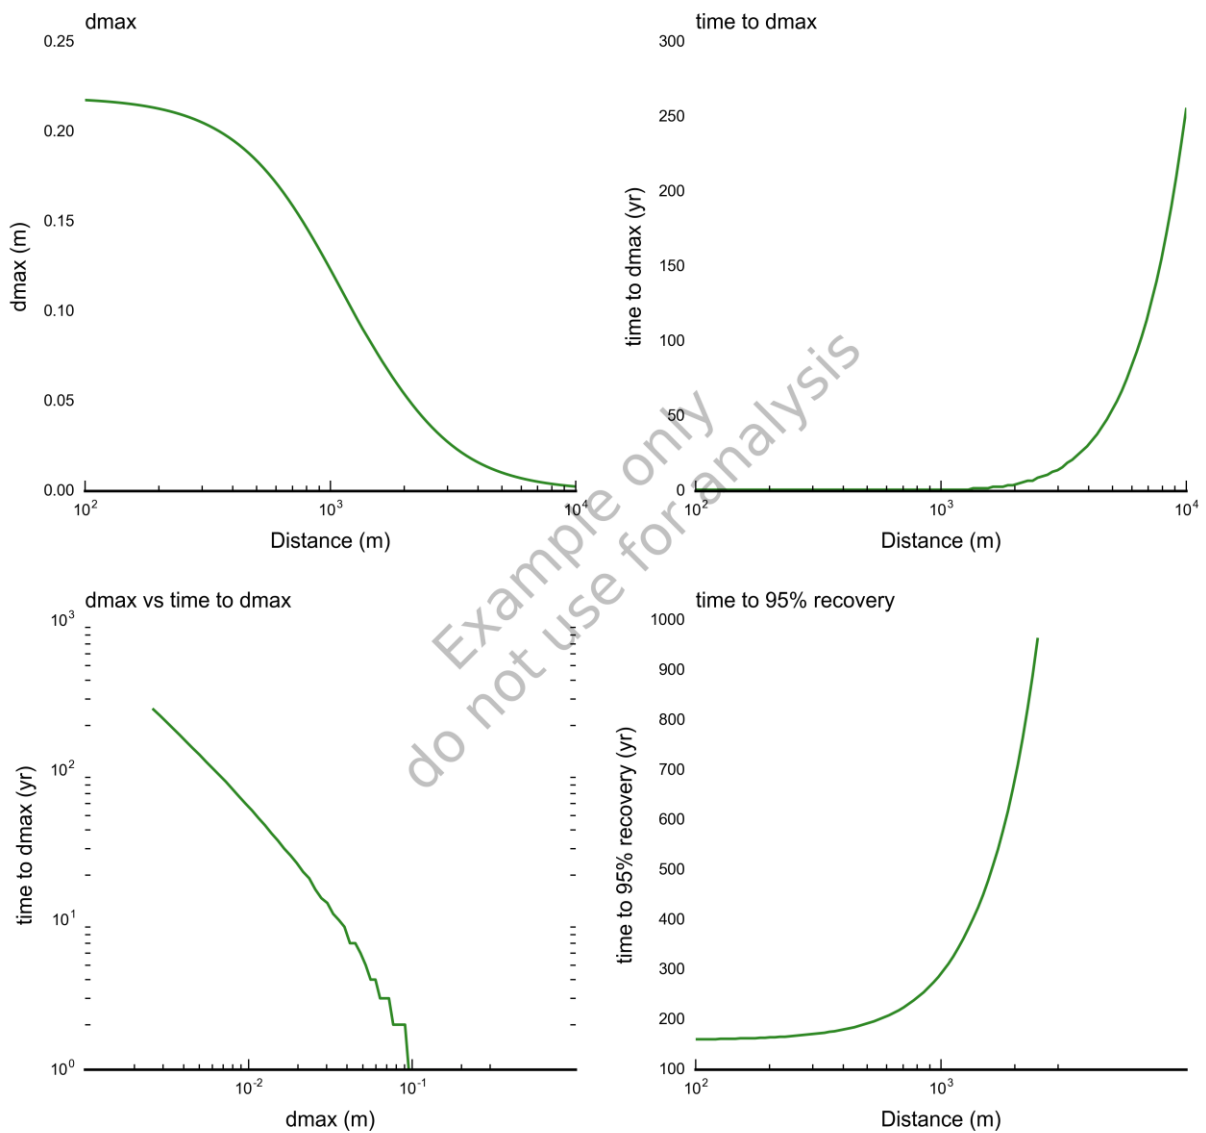 dmax
0.25
0.20
0.15
0.10
0.05
0.00
dmax (m)
10² 10³ 10⁴
Distance (m)
time to dmax
300
250
200
150
100
50
0
time to dmax (yr)
10² 10³ 10⁴
Distance (m)
Example only
do not use for analysis
dmax vs time to dmax
10³
10²
10¹
10⁰
time to dmax (yr)
10⁻² 10⁻¹
dmax (m)
time to 95% recovery
1000
900
800
700
600
500
400
300
200
100
time to 95% recovery (yr)
10² 10³
Distance (m)